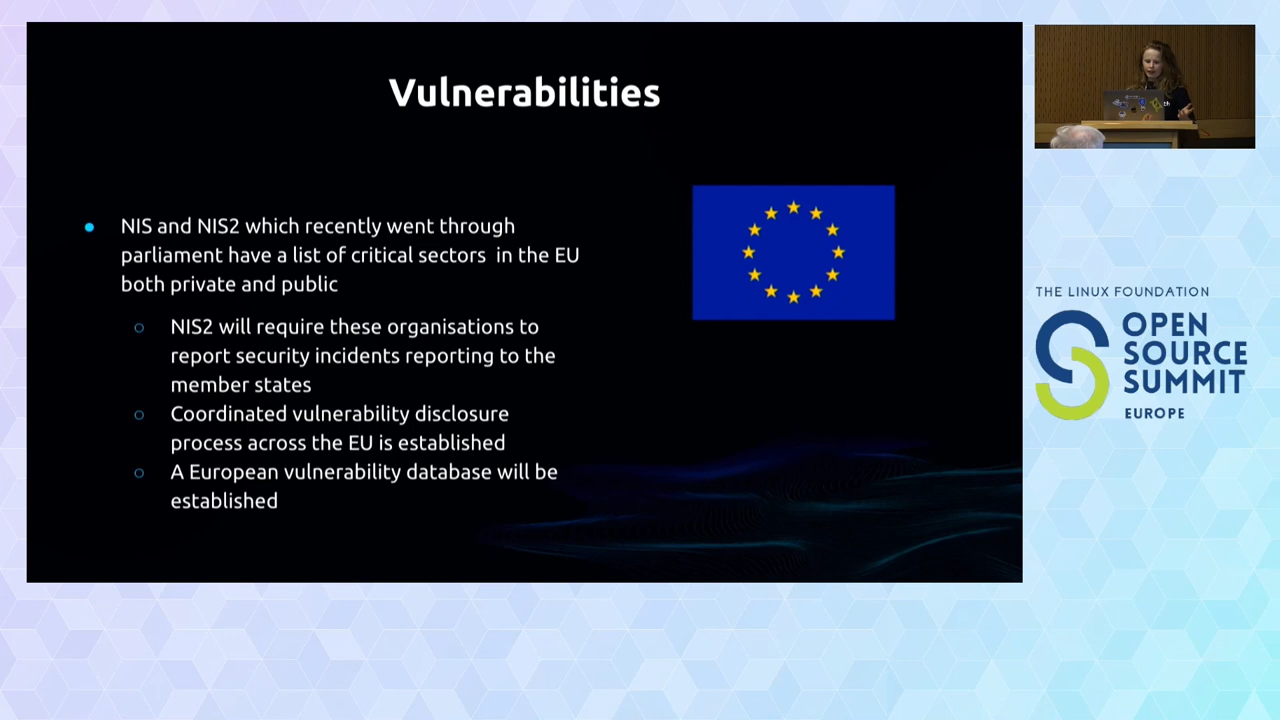 Vulnerabilities
NIS and NIS2 which recently went through
parliament have a list of critical sectors in the EU
both private and public
NIS2 will require these organisations to
report security incidents reporting to the
member states
Coordinated vulnerability disclosure
process across the EU is established
A European vulnerability database will be
established
THE LINUX FOUNDATION
OPEN
SOURCE
SUMMIT
EUROPE